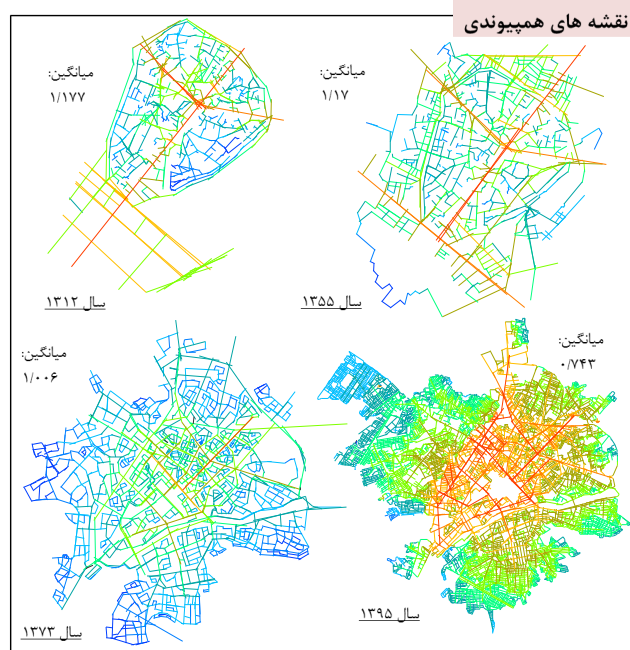 نقشه های همپیوندی
میانگین:
۱/۱۷
میانگین:
۱/۱۷۷
سال ۱۳۵۵
سال ۱۳۱۲
میانگین:
۰/۷۴۳
میانگین:
۱/۰۰۶
سال ۱۳۹۵
سال ۱۳۷۳